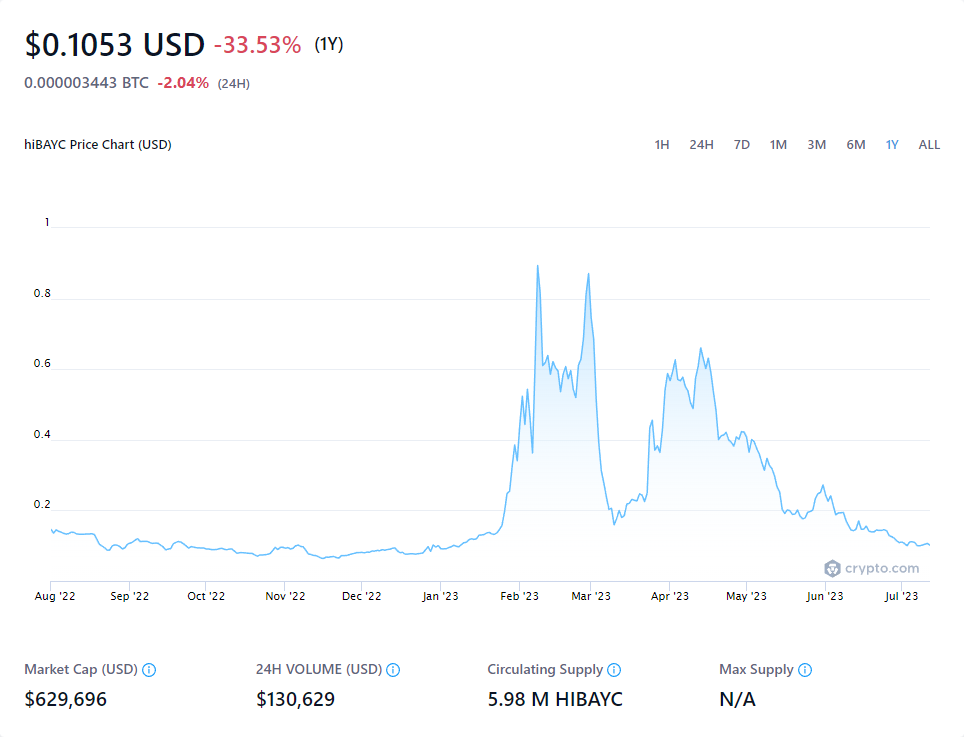 $0.1053 USD -33.53% (1Y)
0.000003443 BTC -2.04% (24H)
hiBAYC Price Chart (USD) 1H 24H 7D 1M 3M 6M 1Y ALL
1
0.8
0.6
0.4
0.2
crypto.com
Aug '22 Sep '22 Oct '22 Nov '22 Dec '22 Jan '23 Feb '23 Mar '23 Apr '23 May '23 Jun '23 Jul '23
Market Cap (USD) 24H VOLUME (USD) Circulating Supply Max Supply
$629,696 $130,629 5.98 M HIBAYC N/A